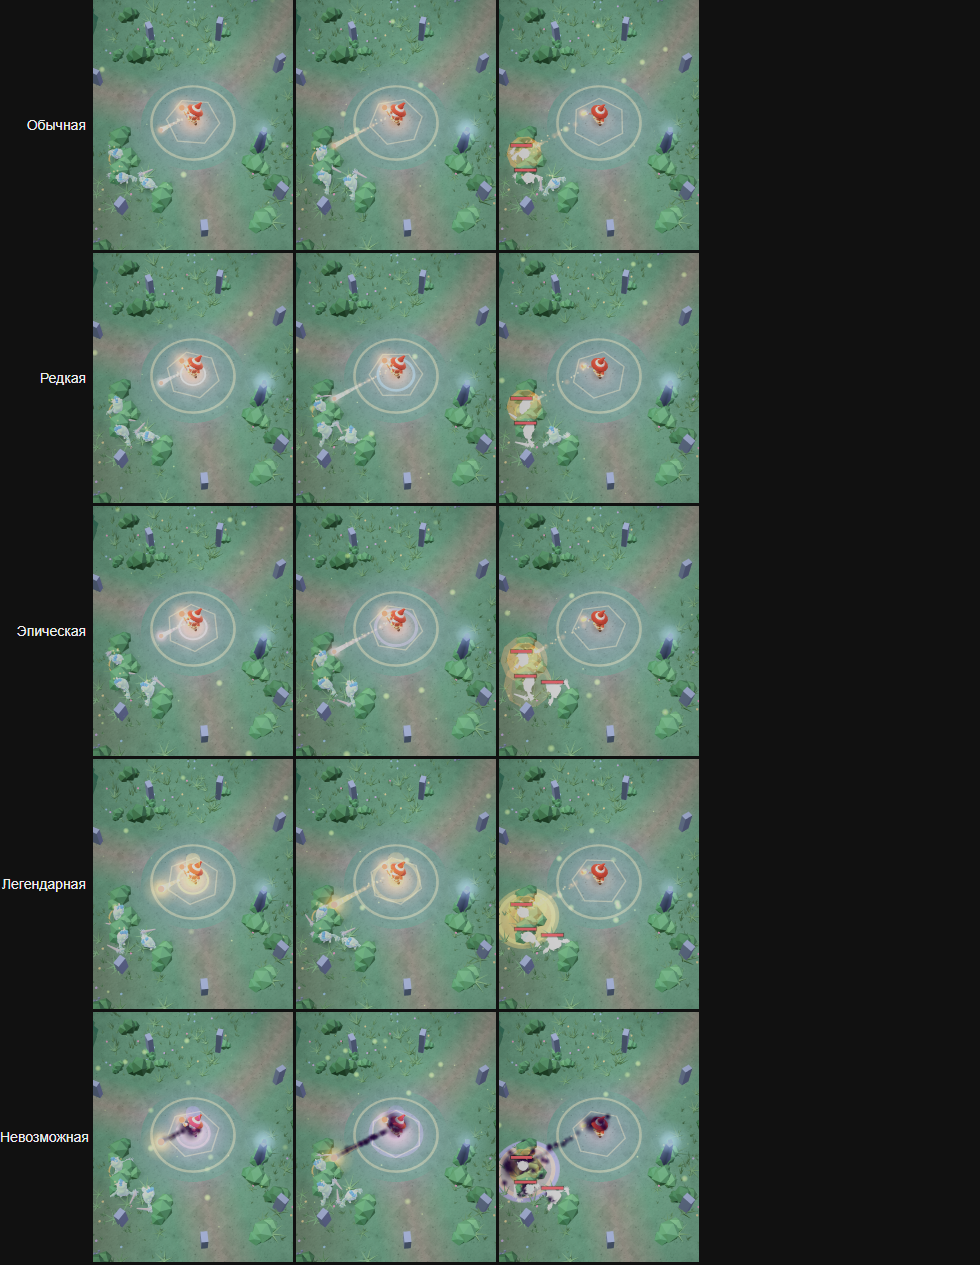 Обычная
Редкая
Эпическая
Легендарная
Невозможная